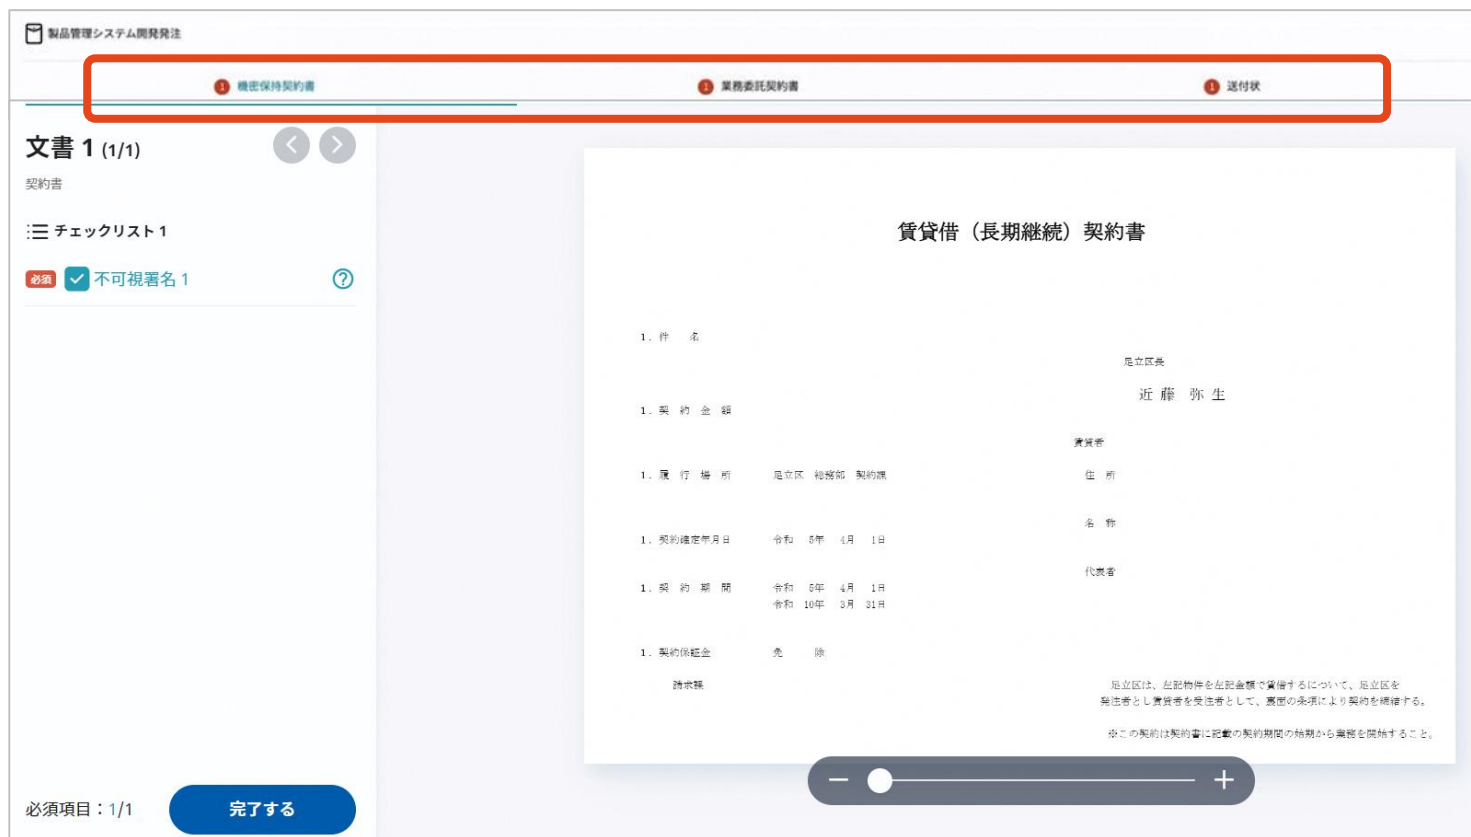 製品管理システム開発発注
1 機密保持契約書 1 業務委託契約書 1 送付状
文書 1 (1/1)
契約書
チェックリスト 1
必須 不可視署名 1
必須項目：1/1
完了する
賃貸借（長期継続）契約書
1. 件 名
足立区長
近 藤 弥 生
1. 契 約 金 額
賃貸者
1. 履 行 場 所 足立区 総務部 契約課
住 所
名 称
1. 契約確定年月日 令和 5年 4月 1日
代表者
1. 契 約 期 間 令和 5年 4月 1日
令和 10年 3月 31日
1. 契約保証金 免 除
請求課
足立区は、左記物件を左記金額で賃借するについて、足立区を
発注者とし賃貸者を受注者として、裏面の条項により契約を締結する。
※この契約は契約書に記載の契約期間の始期から業務を開始すること。